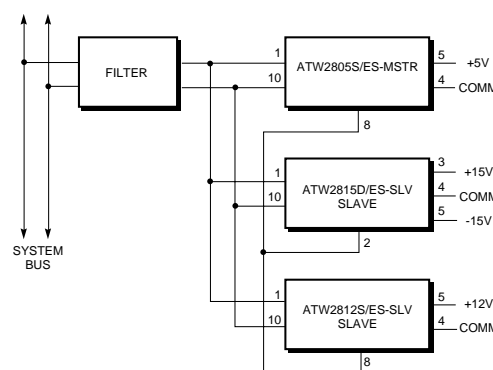 FILTER
SYSTEM
BUS
1
10
ATW2805S/ES-MSTR
5
+5V
4
COMM
8
1
10
ATW2815D/ES-SLV
SLAVE
3
+15V
4
COMM
5
-15V
2
1
10
ATW2812S/ES-SLV
SLAVE
5
+12V
4
COMM
8